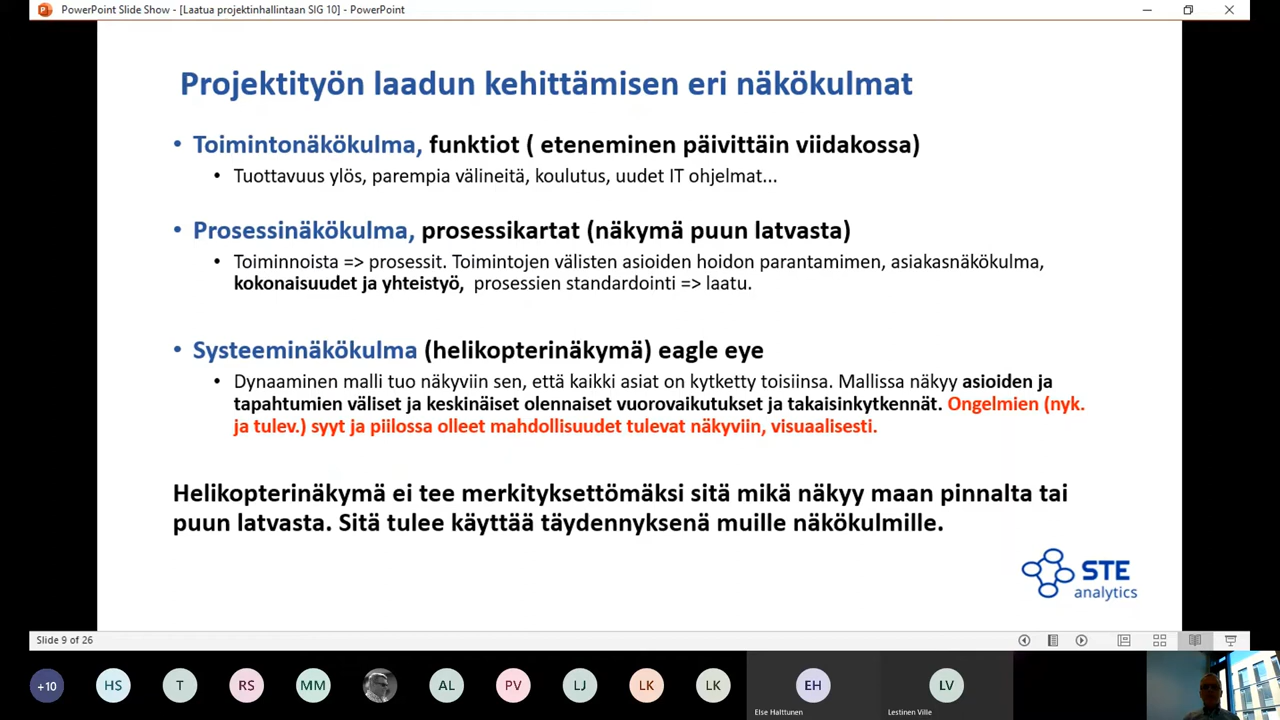 PowerPoint Slide Show - [Laatua projektinhallintaan SIG 10] - PowerPoint
Projektityön laadun kehittämisen eri näkökulmat
• Toimintonäkökulma, funktiot ( eteneminen päivittäin viidakossa)
• Tuottavuus ylös, parempia välineitä, koulutus, uudet IT ohjelmat...
• Prosessinäkökulma, prosessikartat (näkymä puun latvasta)
• Toiminnoista => prosessit. Toimintojen välisten asioiden hoidon parantamimen, asiakasnäkökulma,
kokonaisuudet ja yhteistyö, prosessien standardointi => laatu.
• Systeeminäkökulma (helikopterinäkymä) eagle eye
• Dynaaminen malli tuo näkyviin sen, että kaikki asiat on kytketty toisiinsa. Mallissa näkyy asioiden ja
tapahtumien väliset ja keskinäiset olennaiset vuorovaikutukset ja takaisinkytkennät. Ongelmien (nyk.
ja tulev.) syyt ja piilossa olleet mahdollisuudet tulevat näkyviin, visuaalisesti.
Helikopterinäkymä ei tee merkityksettömäksi sitä mikä näkyy maan pinnalta tai
puun latvasta. Sitä tulee käyttää täydennyksenä muille näkökulmille.
STE
analytics
Slide 9 of 26
+10 HS T RS MM AL PV LJ LK LK EH LV
Else Halttunen Lestinen Ville